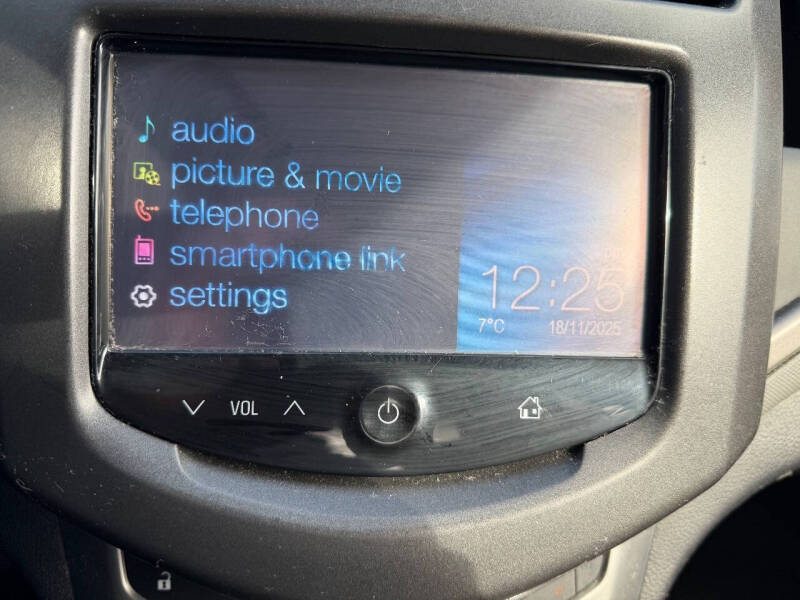 audio
picture & movie
telephone
smartphone link
settings
12:25
7°C 18/11/2025
VOL